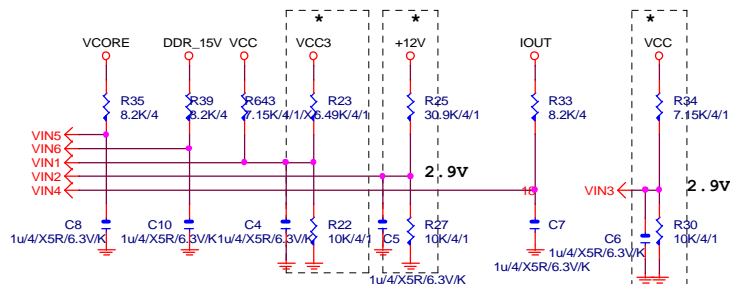 * *
VCORE DDR_15V VCC VCC3 +12V IOUT VCC
R35 R39 R643 R23 R25 R33 R34
8.2K/4 8.2K/4 7.15K/4/1/X 6.49K/4/1 30.9K/4/1 8.2K/4 7.15K/4/1
VIN5
VIN6
VIN1
VIN2 2.9V
VIN4 18 VIN3 2.9V
C8 C10 C4 R22 C5 R27 C7 C6 R30
1u/4/X5R/6.3V/K 1u/4/X5R/6.3V/K 1u/4/X5R/6.3V/K 10K/4/1 10K/4/1 1u/4/X5R/6.3V/K 10K/4/1
1u/4/X5R/6.3V/K 1u/4/X5R/6.3V/K